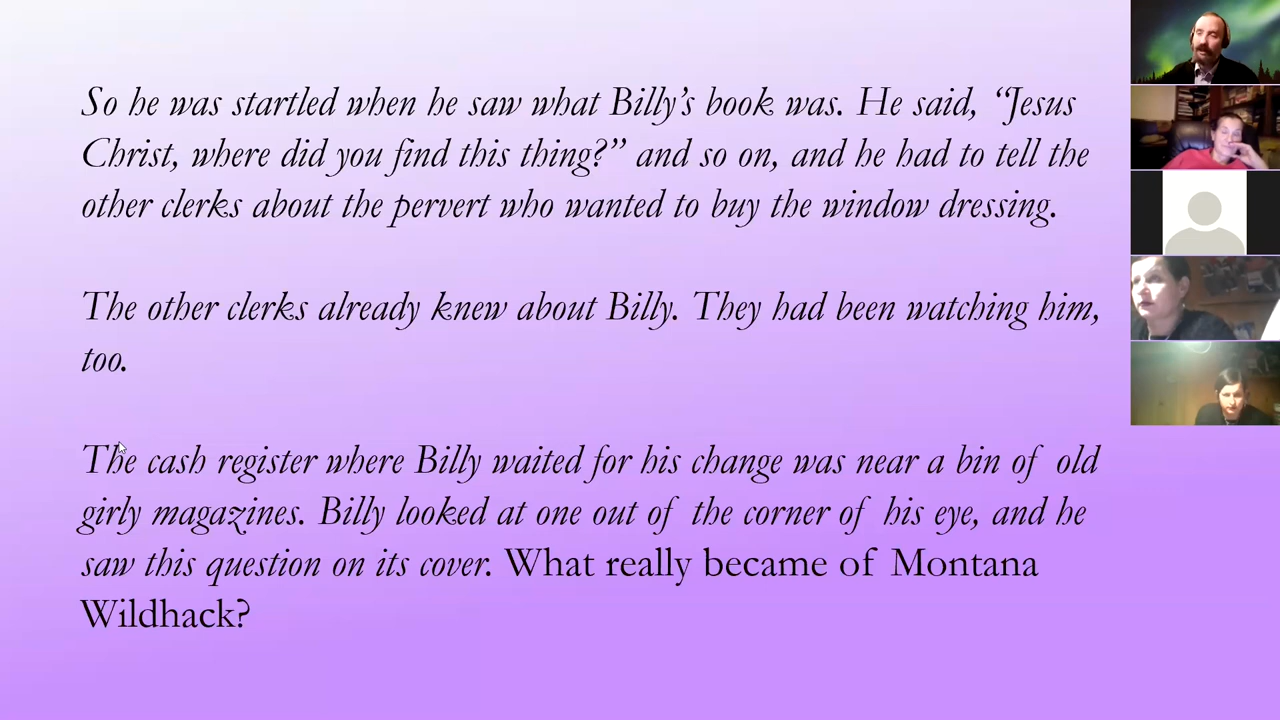 So he was startled when he saw what Billy’s book was. He said, “Jesus
Christ, where did you find this thing?” and so on, and he had to tell the
other clerks about the pervert who wanted to buy the window dressing.
The other clerks already knew about Billy. They had been watching him,
too.
The cash register where Billy waited for his change was near a bin of old
girly magazines. Billy looked at one out of the corner of his eye, and he
saw this question on its cover. What really became of Montana
Wildhack?